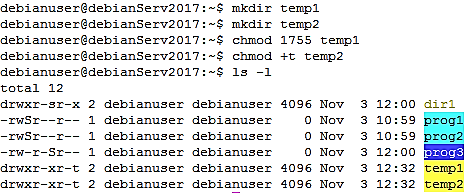 debianuser@debianServ2017:~$ mkdir temp1
debianuser@debianServ2017:~$ mkdir temp2
debianuser@debianServ2017:~$ chmod 1755 temp1
debianuser@debianServ2017:~$ chmod +t temp2
debianuser@debianServ2017:~$ ls -l
total 12
drwxr-sr-x 2 debianuser debianuser 4096 Nov  3 12:00 dir1
-rwSr--r-- 1 debianuser debianuser    0 Nov  3 10:59 prog1
-rwSr--r-- 1 debianuser debianuser    0 Nov  3 10:59 prog2
-rw-r-Sr-- 1 debianuser debianuser    0 Nov  3 12:00 prog3
drwxr-xr-t 2 debianuser debianuser 4096 Nov  3 12:32 temp1
drwxr-xr-t 2 debianuser debianuser 4096 Nov  3 12:32 temp2